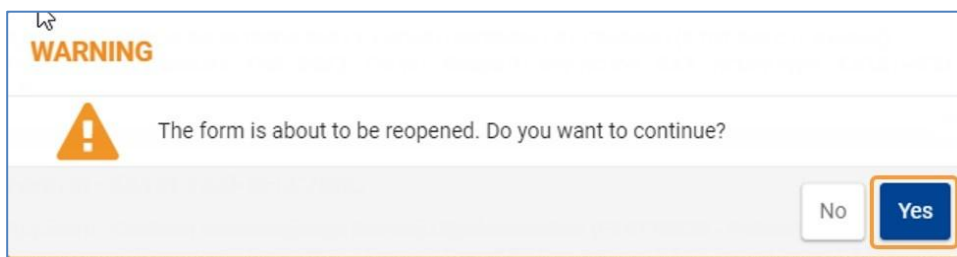 WARNING
The form is about to be reopened. Do you want to continue?
No
Yes